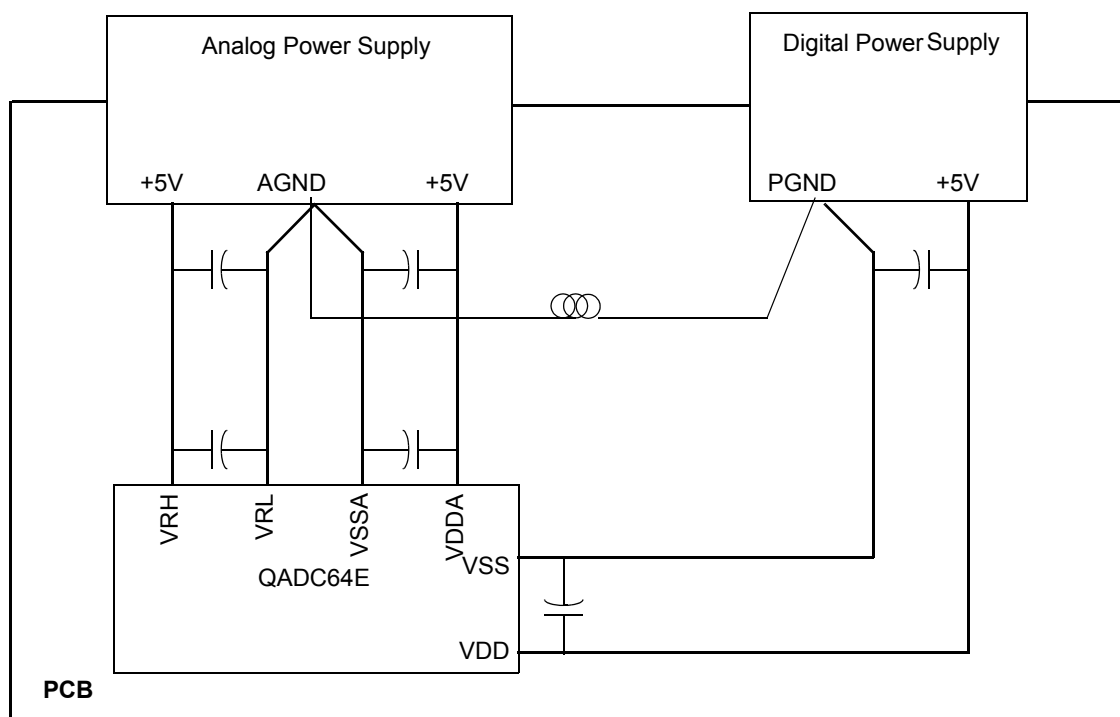 Analog Power Supply
Digital Power Supply
+5V
AGND
+5V
PGND
+5V
VRH
VRL
VSSA
VDDA
VSS
QADC64E
VDD
PCB